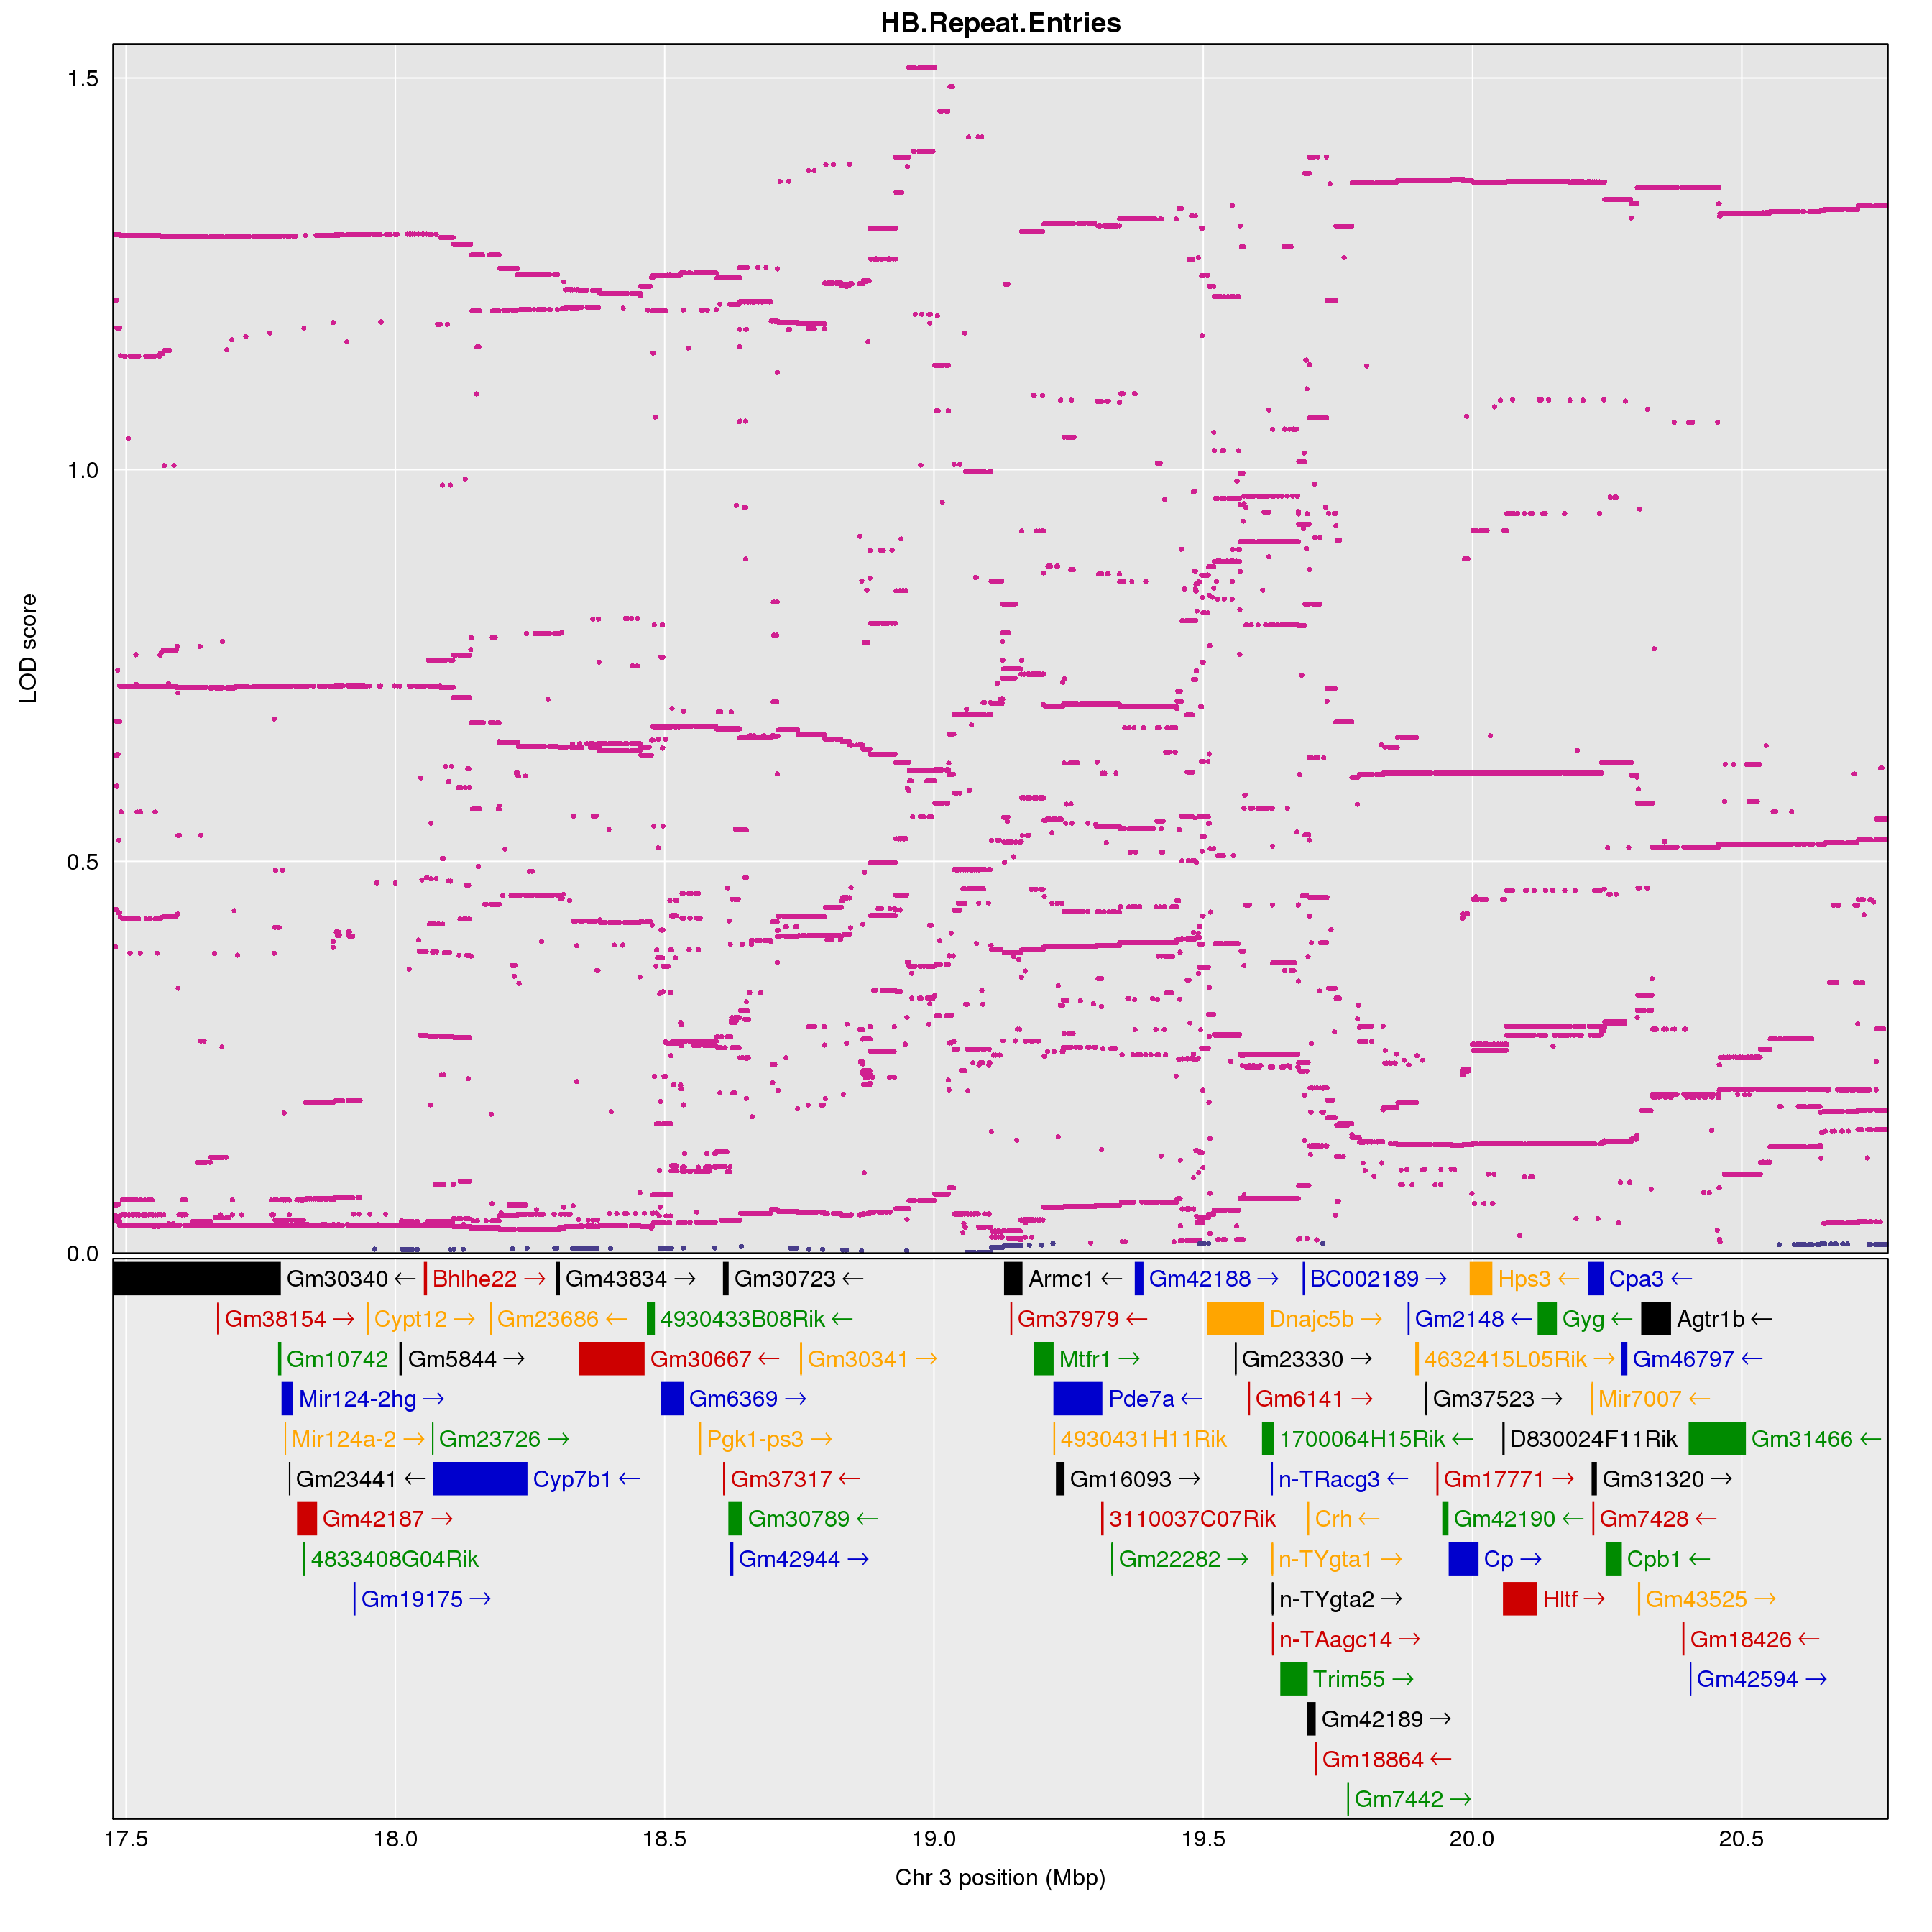 HB.Repeat.Entries
1.5
1.0
0.5
0.0
LOD score
Gm30340 ← Bhlhe22 → Gm43834 → Gm30723 ← Armc1 ← Gm42188 → BC002189 → Hps3 ← Cpa3 ←
Gm38154 → Cypt12 → Gm23686 ← 4930433B08Rik ← Gm37979 ← Dnajc5b → Gm2148 ← Gyg ← Agtr1b ←
Gm10742 Gm5844 → Gm30667 ← Gm30341 → Mtfr1 → Gm23330 → 4632415L05Rik → Gm46797 ←
Mir124-2hg → Gm6369 → Pde7a ← Gm6141 → Gm37523 → Mir7007 ←
Mir124a-2 → Gm23726 → Pgk1-ps3 → 4930431H11Rik 1700064H15Rik ← D830024F11Rik Gm31466 ←
Gm23441 ← Cyp7b1 ← Gm37317 ← Gm16093 → n-TRacg3 ← Gm17771 → Gm31320 →
Gm42187 → Gm30789 ← 3110037C07Rik Crh ← Gm42190 ← Gm7428 ←
4833408G04Rik Gm42944 → Gm22282 → n-TYgta1 → Cp → Cpb1 ←
Gm19175 → n-TYgta2 → Hltf → Gm43525 →
n-TAagc14 → Gm18426 ←
Trim55 → Gm42594 →
Gm42189 →
Gm18864 ←
Gm7442 →
17.5 18.0 18.5 19.0 19.5 20.0 20.5
Chr 3 position (Mbp)